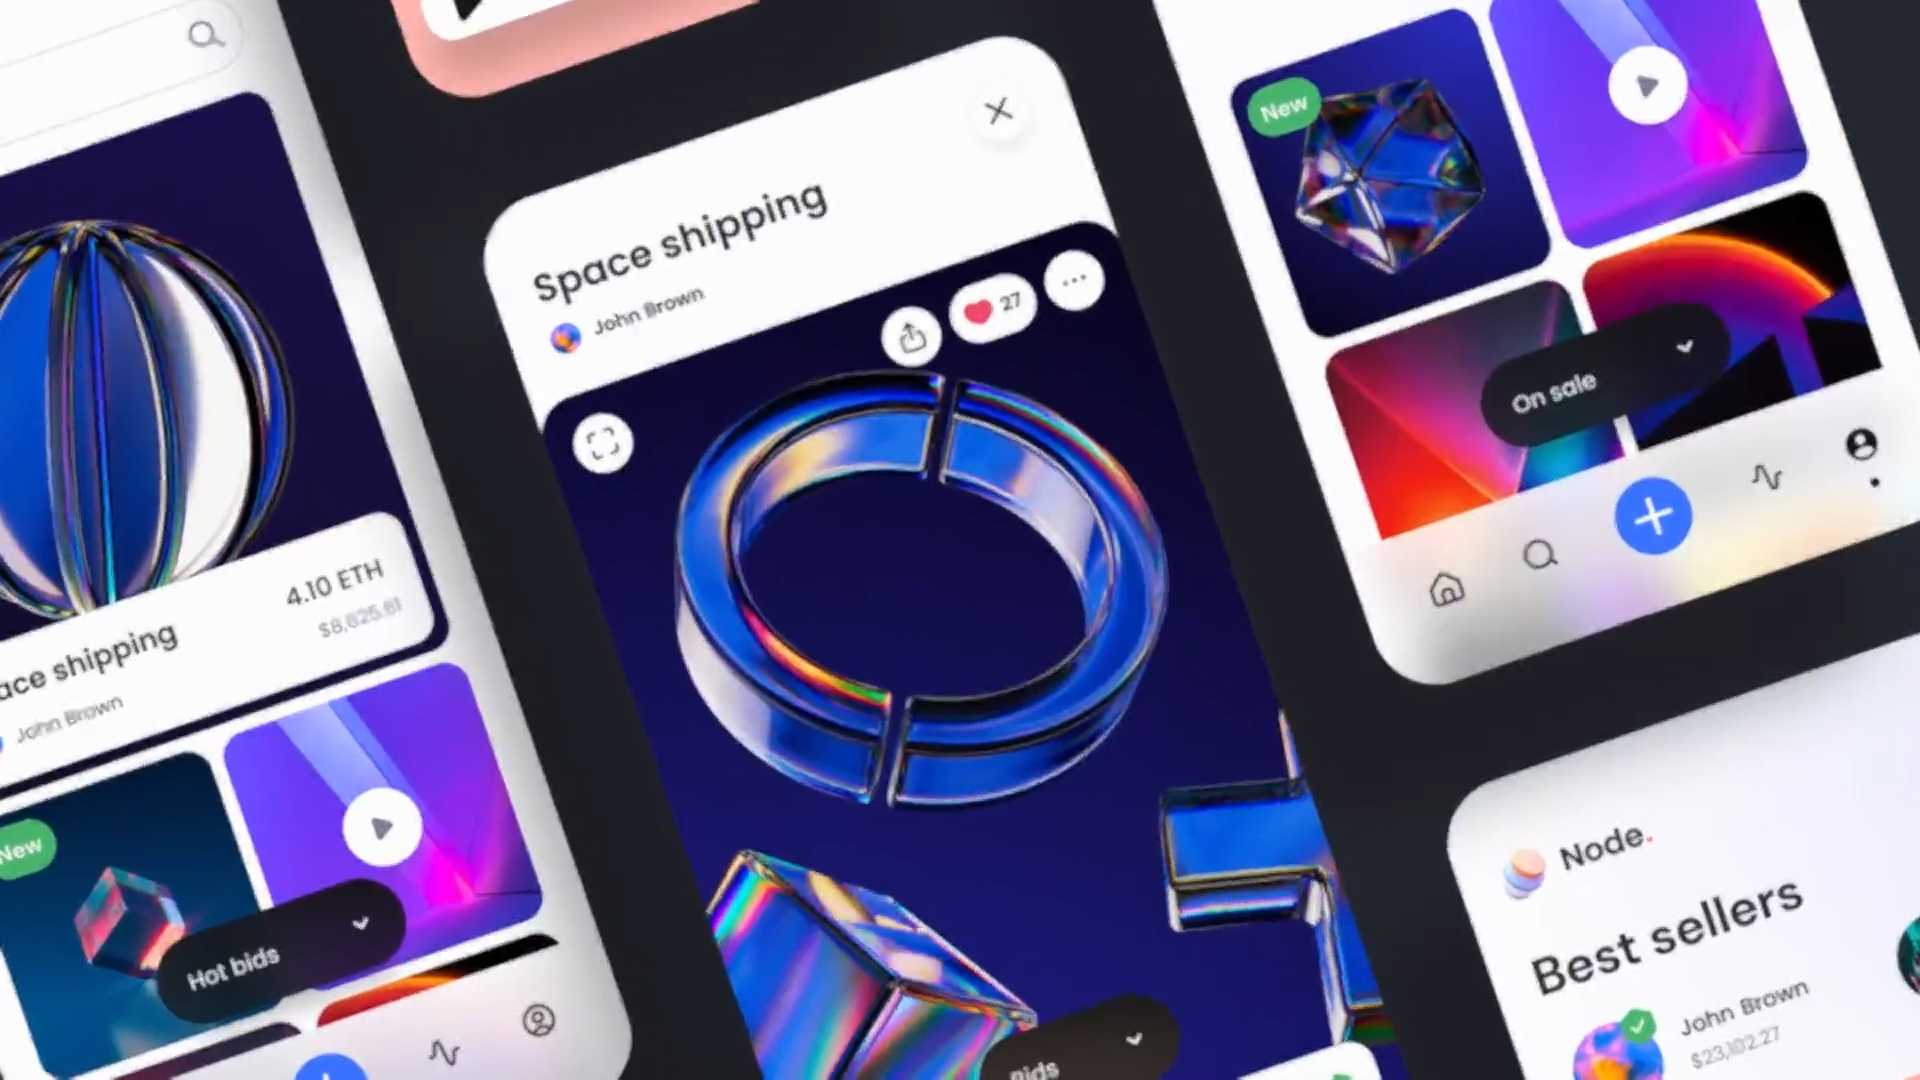 4.10 ETH
$8,825.61
ace shipping
John Brown
New
Hot bids
Space shipping
John Brown
27
Bids
New
On sale
Node.
Best sellers
John Brown
$23,102.27